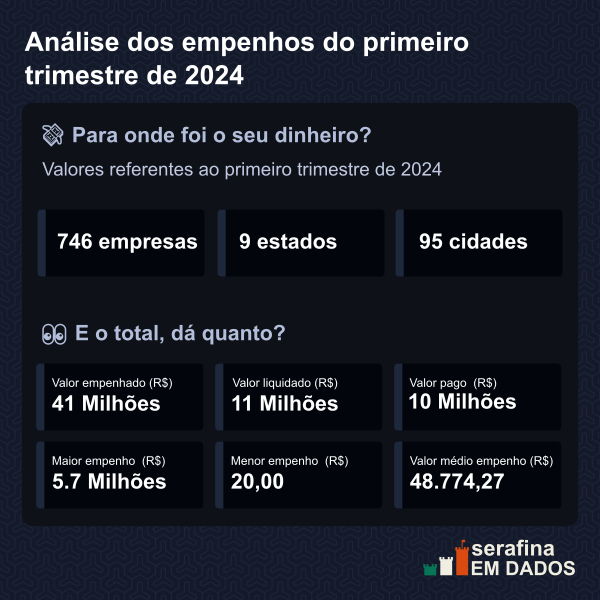 Análise dos empenhos do primeiro
trimestre de 2024
Para onde foi o seu dinheiro?
Valores referentes ao primeiro trimestre de 2024
746 empresas
9 estados
95 cidades
E o total, dá quanto?
Valor empenhado (R$)
41 Milhões
Valor liquidado (R$)
11 Milhões
Valor pago (R$)
10 Milhões
Maior empenho (R$)
5.7 Milhões
Menor empenho (R$)
20,00
Valor médio empenho (R$)
48.774,27
serafina
EM DADOS